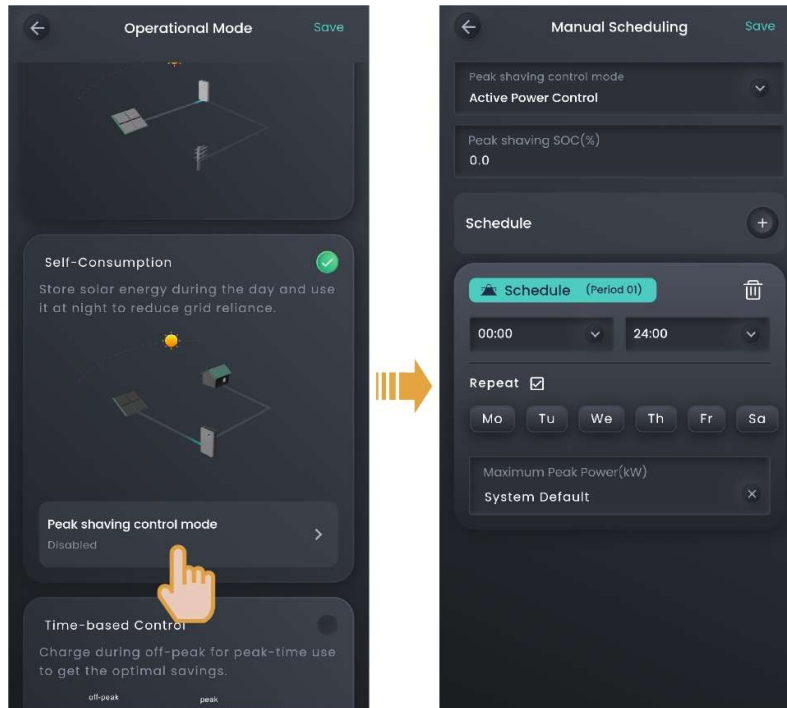 Operational Mode
Save
Self-Consumption
Store solar energy during the day and use
it at night to reduce grid reliance.
Peak shaving control mode
Disabled
Time-based Control
Charge during off-peak for peak-time use
to get the optimal savings.
off-peak
peak
Manual Scheduling
Save
Peak shaving control mode
Active Power Control
Peak shaving SOC(%)
0.0
Schedule
+
Schedule (Period 01)
00:00
24:00
Repeat
Mo Tu We Th Fr Sa
Maximum Peak Power(kW)
System Default